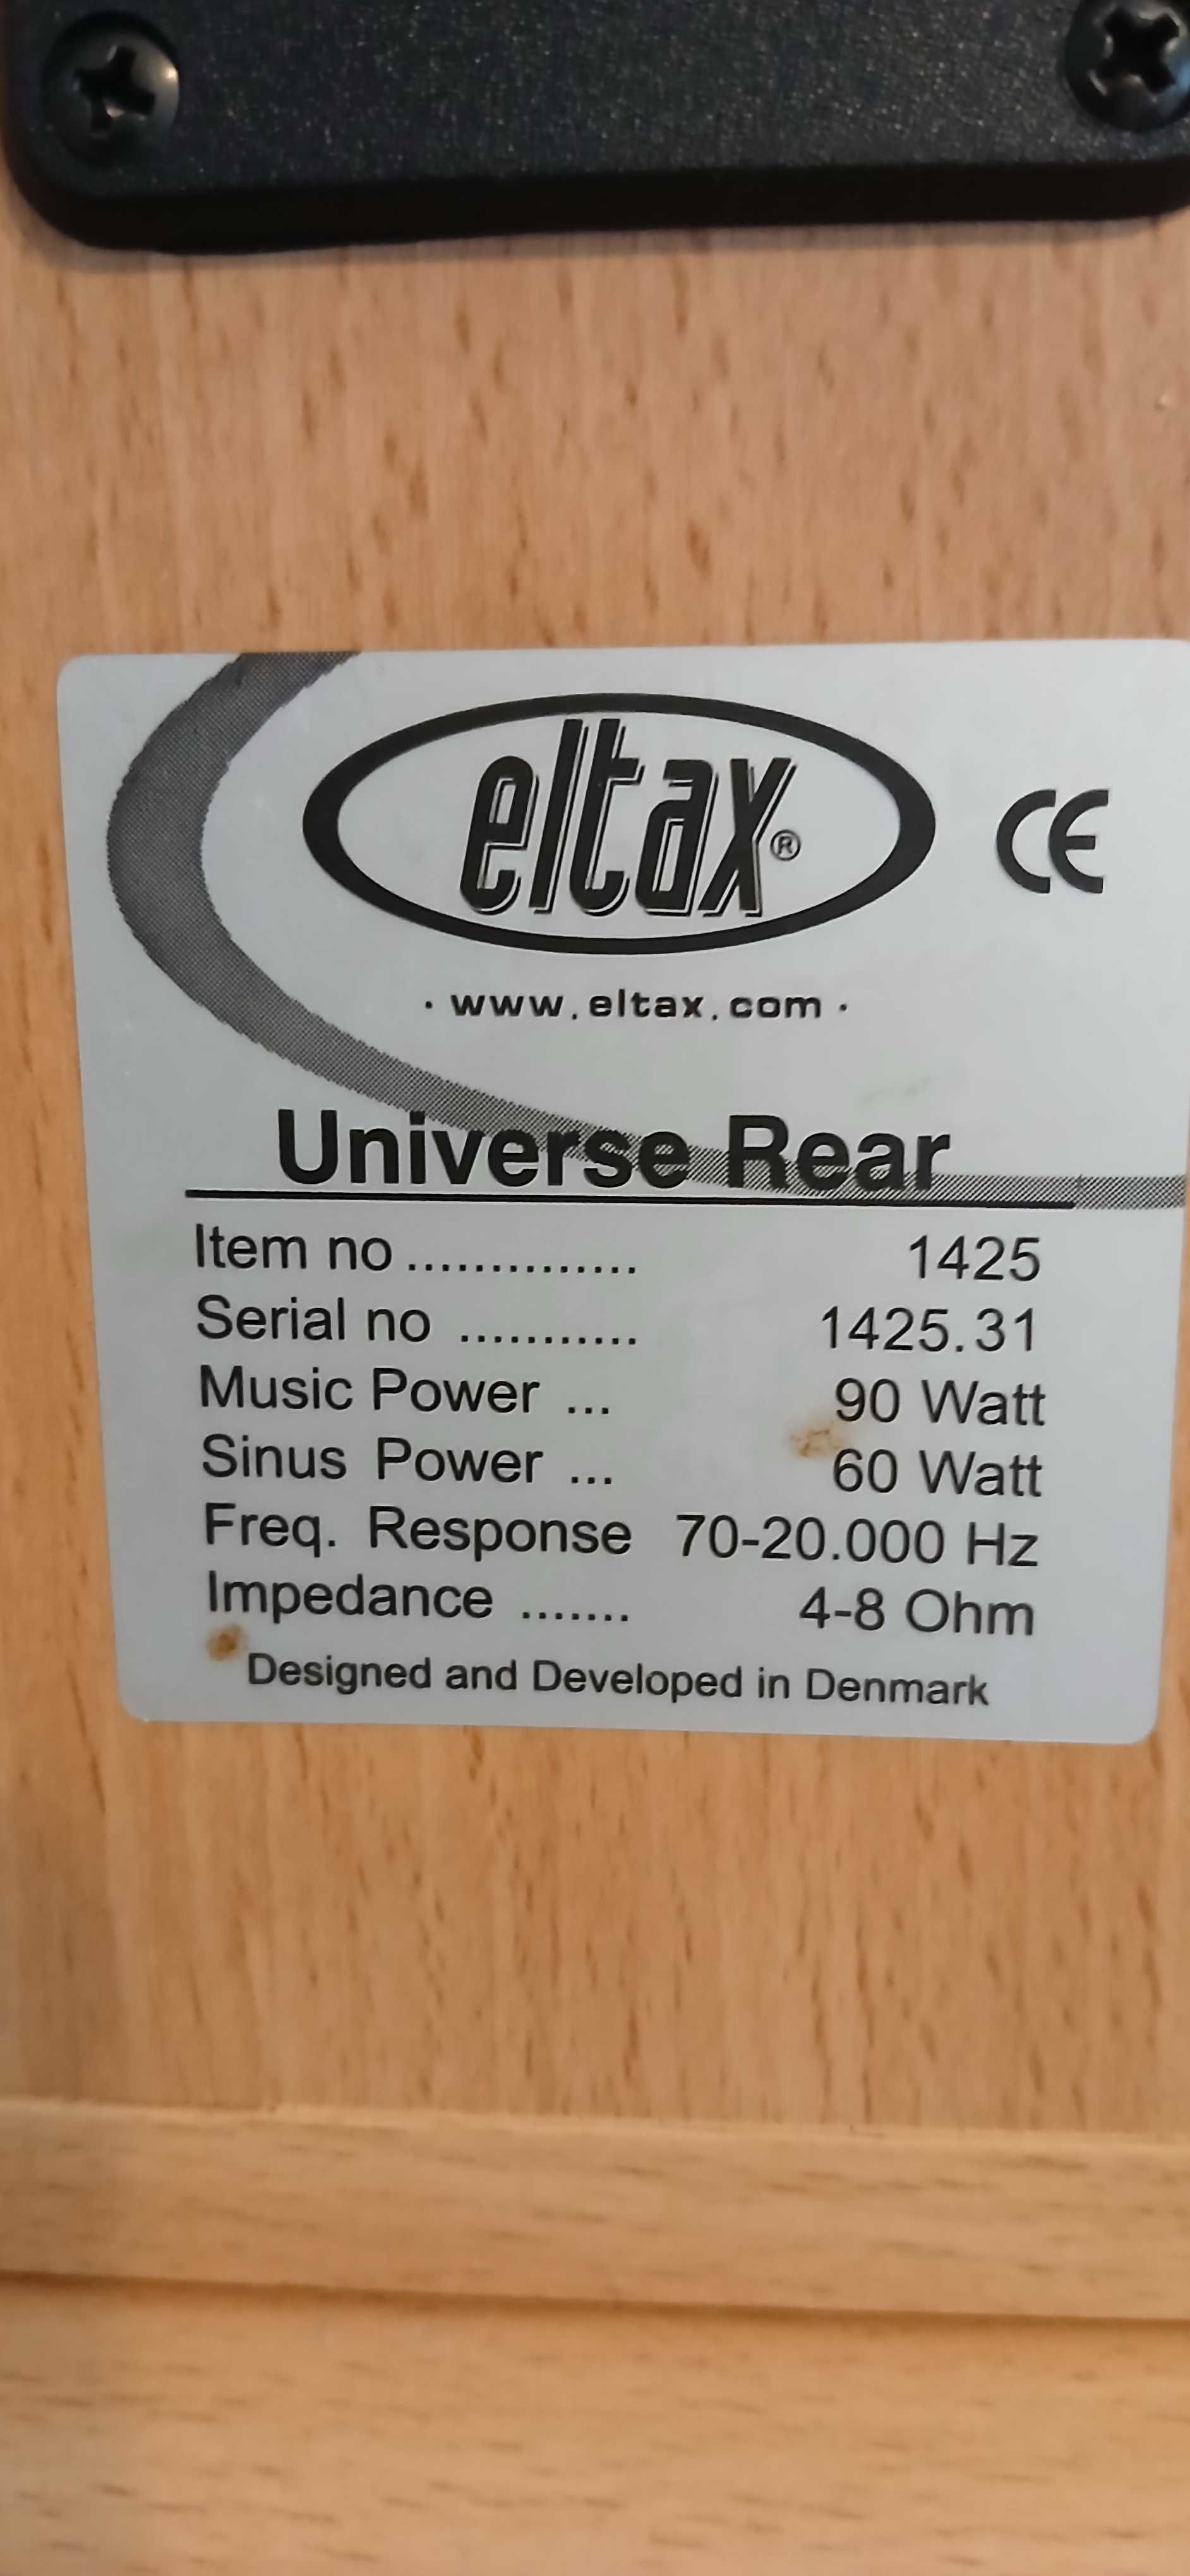 eltax® CE
· www.eltax.com ·
Universe Rear
Item no .............. 1425
Serial no ........... 1425.31
Music Power ... 90 Watt
Sinus Power ... 60 Watt
Freq. Response 70-20.000 Hz
Impedance ....... 4-8 Ohm
Designed and Developed in Denmark